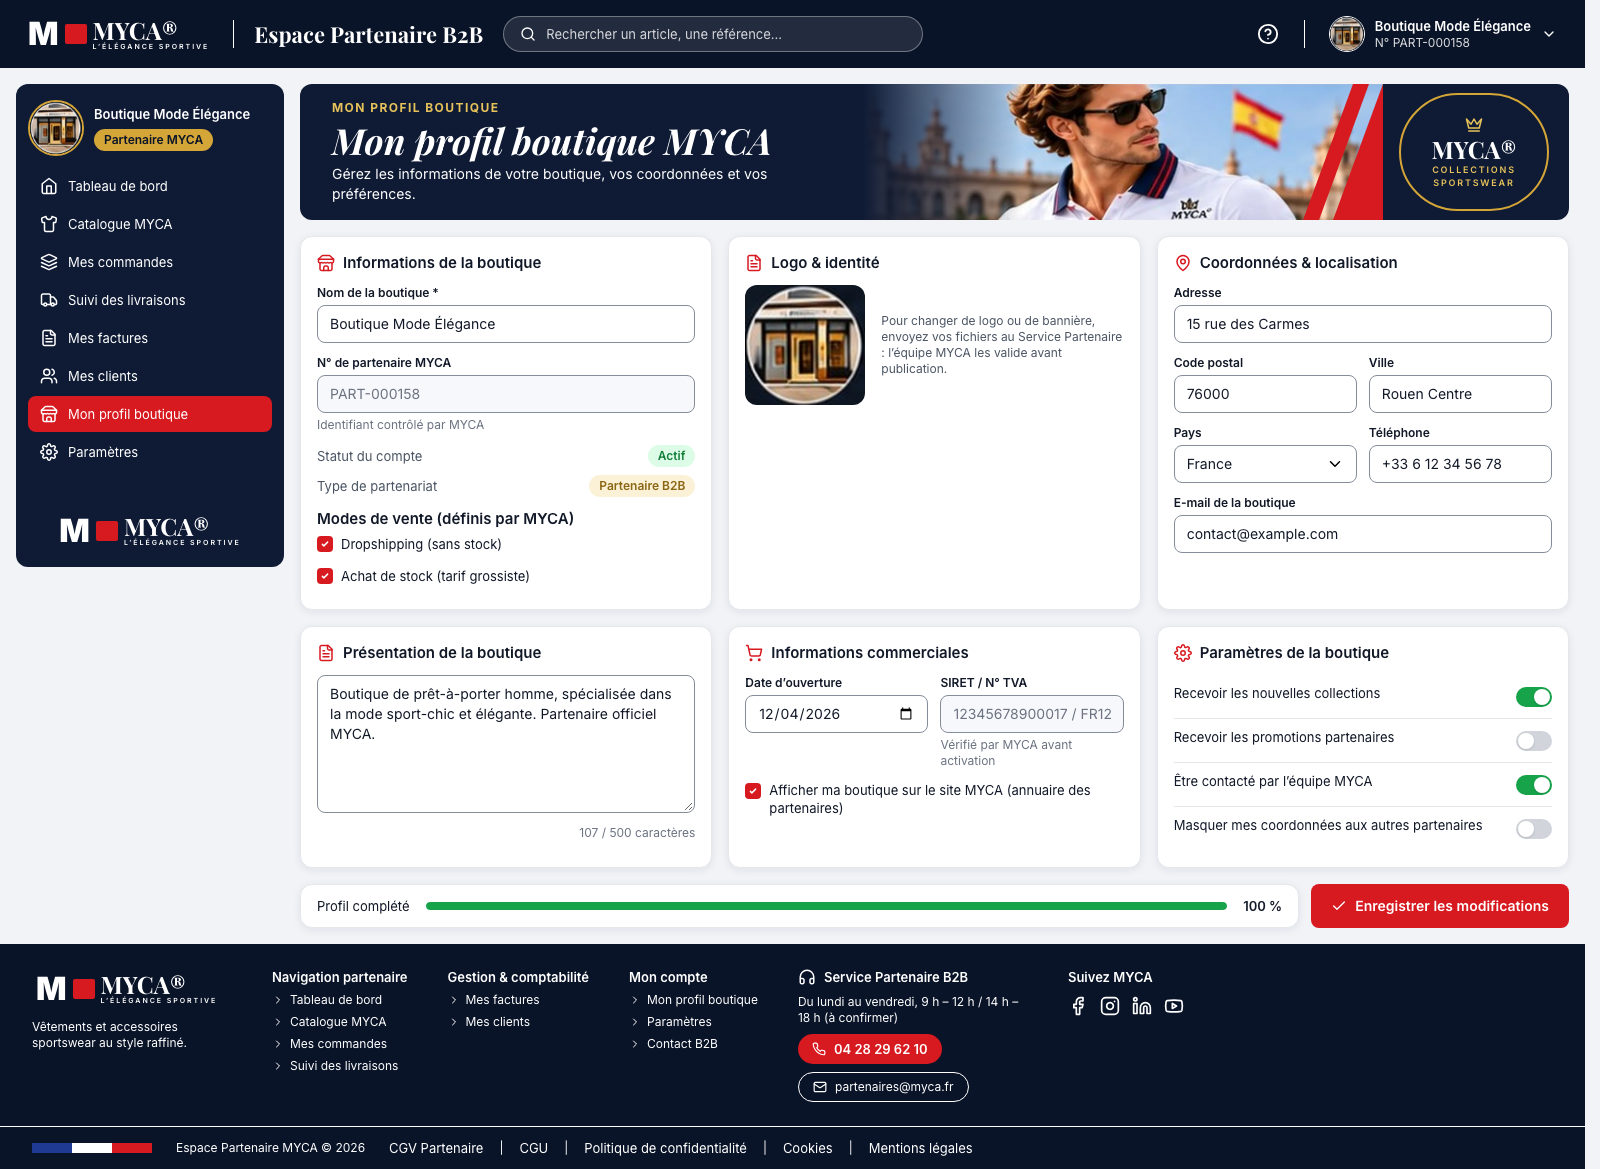 M MYCA®
L'ÉLÉGANCE SPORTIVE
Espace Partenaire B2B
Rechercher un article, une référence...
Boutique Mode Élégance
N° PART-000158
Boutique Mode Élégance
Partenaire MYCA
Tableau de bord
Catalogue MYCA
Mes commandes
Suivi des livraisons
Mes factures
Mes clients
Mon profil boutique
Paramètres
M MYCA®
L'ÉLÉGANCE SPORTIVE
MON PROFIL BOUTIQUE
Mon profil boutique MYCA
Gérez les informations de votre boutique, vos coordonnées et vos
préférences.
MYCA
MYCA®
COLLECTIONS
SPORTSWEAR
Informations de la boutique
Nom de la boutique *
Boutique Mode Élégance
N° de partenaire MYCA
PART-000158
Identifiant contrôlé par MYCA
Statut du compte
Actif
Type de partenariat
Partenaire B2B
Modes de vente (définis par MYCA)
Dropshipping (sans stock)
Achat de stock (tarif grossiste)
Logo & identité
Pour changer de logo ou de bannière,
envoyez vos fichiers au Service Partenaire
: l'équipe MYCA les valide avant
publication.
Coordonnées & localisation
Adresse
15 rue des Carmes
Code postal
Ville
76000
Rouen Centre
Pays
Téléphone
France
+33 6 12 34 56 78
E-mail de la boutique
contact@example.com
Présentation de la boutique
Boutique de prêt-à-porter homme, spécialisée dans
la mode sport-chic et élégante. Partenaire officiel
MYCA.
107 / 500 caractères
Informations commerciales
Date d'ouverture
SIRET / N° TVA
12/04/2026
12345678900017 / FR12
Vérifié par MYCA avant
activation
Afficher ma boutique sur le site MYCA (annuaire des
partenaires)
Paramètres de la boutique
Recevoir les nouvelles collections
Recevoir les promotions partenaires
Être contacté par l'équipe MYCA
Masquer mes coordonnées aux autres partenaires
Profil complété
100 %
Enregistrer les modifications
M MYCA®
L'ÉLÉGANCE SPORTIVE
Vêtements et accessoires
sportswear au style raffiné.
Navigation partenaire
Tableau de bord
Catalogue MYCA
Mes commandes
Suivi des livraisons
Gestion & comptabilité
Mes factures
Mes clients
Mon compte
Mon profil boutique
Paramètres
Contact B2B
Service Partenaire B2B
Du lundi au vendredi, 9 h – 12 h / 14 h –
18 h (à confirmer)
04 28 29 62 10
partenaires@myca.fr
Suivez MYCA
Espace Partenaire MYCA © 2026
CGV Partenaire
CGU
Politique de confidentialité
Cookies
Mentions légales